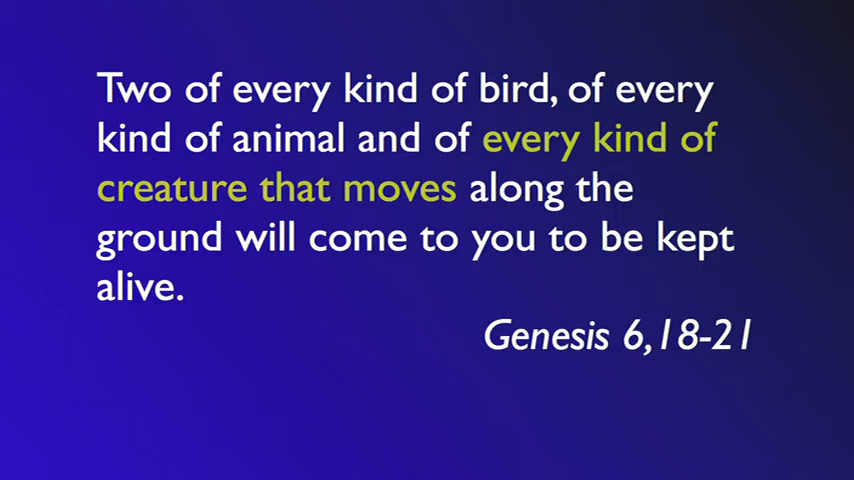 Two of every kind of bird, of every
kind of animal and of every kind of
creature that moves along the
ground will come to you to be kept
alive.
Genesis 6,18-21